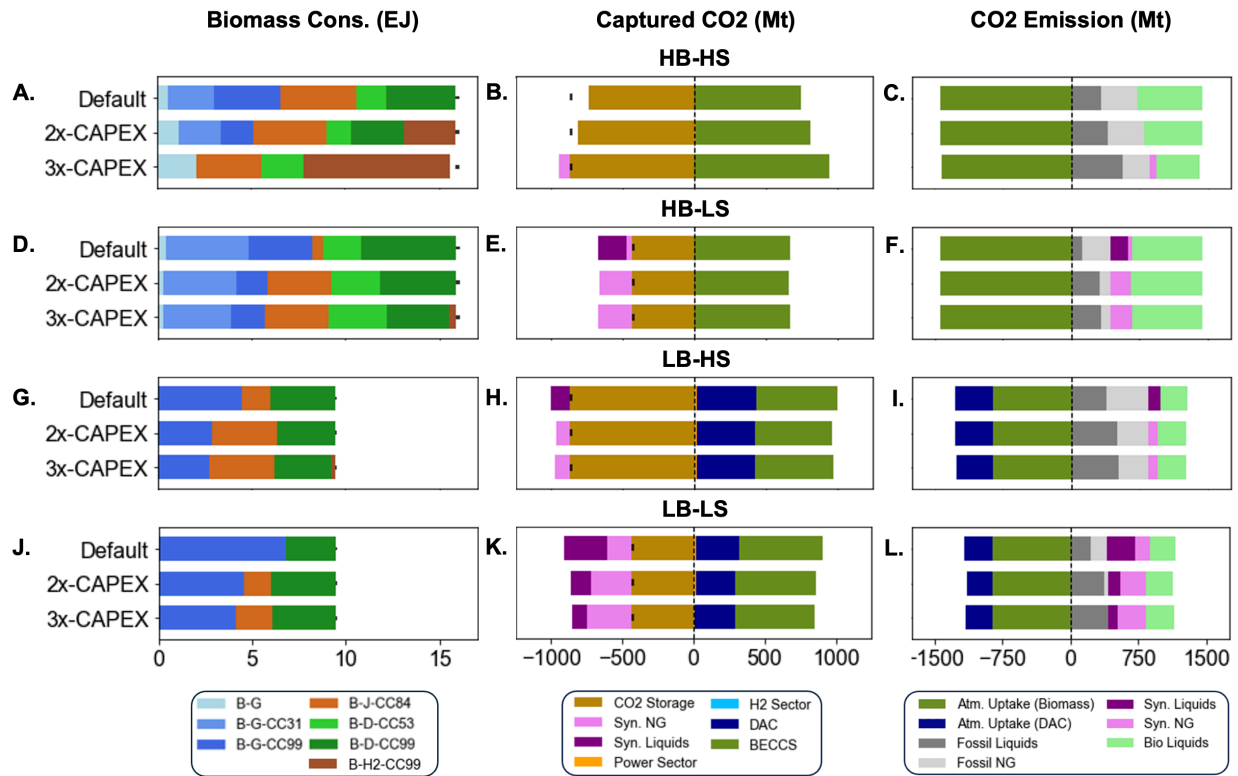 Biomass Cons. (EJ) Captured CO2 (Mt) CO2 Emission (Mt)
HB-HS
A. B. C.
Default
2x-CAPEX
3x-CAPEX
HB-LS
D. E. F.
Default
2x-CAPEX
3x-CAPEX
LB-HS
G. H. I.
Default
2x-CAPEX
3x-CAPEX
LB-LS
J. K. L.
Default
2x-CAPEX
3x-CAPEX
0 5 10 15 −1000 −500 0 500 1000 −1500 −750 0 750 1500
B-G B-J-CC84 CO2 Storage H2 Sector Atm. Uptake (Biomass) Syn. Liquids
B-G-CC31 B-D-CC53 Syn. NG DAC Atm. Uptake (DAC) Syn. NG
B-G-CC99 B-D-CC99 Syn. Liquids BECCS Fossil Liquids Bio Liquids
B-H2-CC99 Power Sector Fossil NG